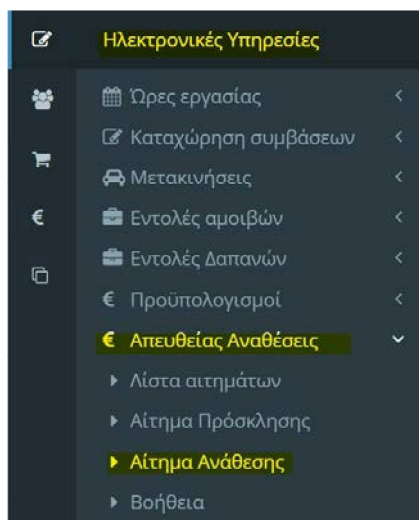 Ηλεκτρονικές Υπηρεσίες
Ώρες εργασίας
Καταχώρηση συμβάσεων
Μετακινήσεις
Εντολές αμοιβών
Εντολές Δαπανών
€ Προϋπολογισμοί
€ Απευθείας Αναθέσεις
Λίστα αιτημάτων
Αίτημα Πρόσκλησης
Αίτημα Ανάθεσης
Βοήθεια